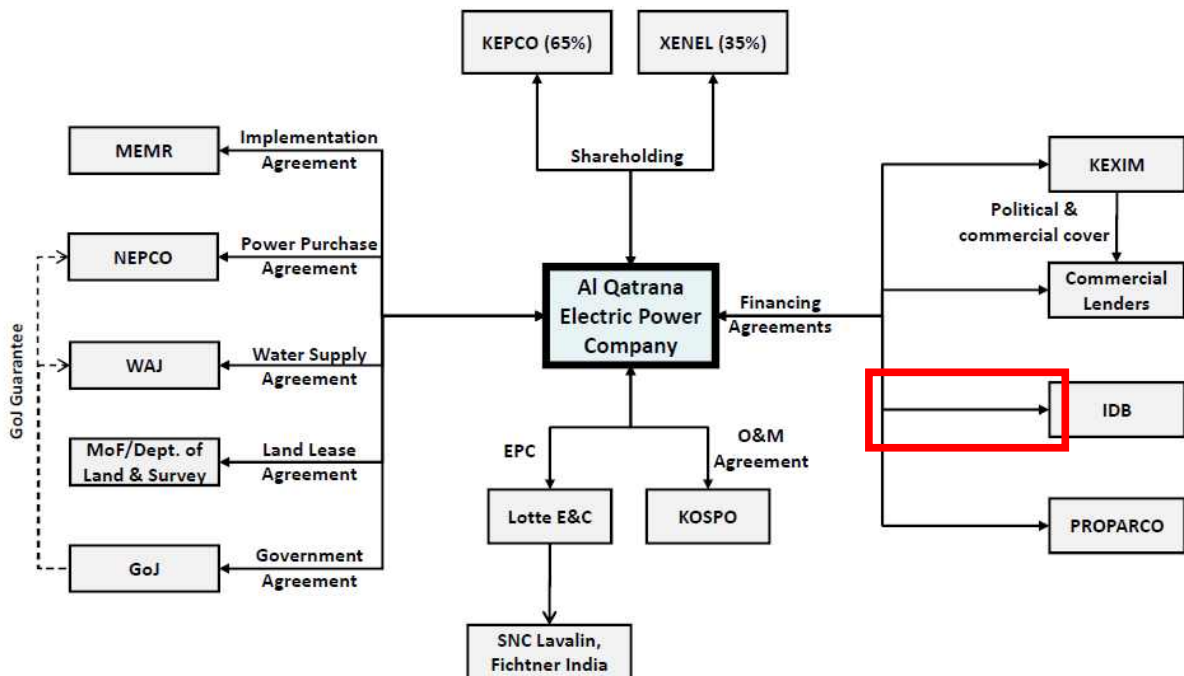 KEPCO (65%)
XENEL (35%)
Shareholding
Implementation
Agreement
MEMR
Power Purchase
Agreement
NEPCO
Water Supply
Agreement
WAJ
Land Lease
Agreement
MoF/Dept. of
Land & Survey
Government
Agreement
GoJ
GoJ Guarantee
Al Qatrana
Electric Power
Company
Financing
Agreements
KEXIM
Political &
commercial cover
Commercial
Lenders
IDB
PROPARCO
EPC
O&M
Agreement
Lotte E&C
KOSPO
SNC Lavalin,
Fichtner India